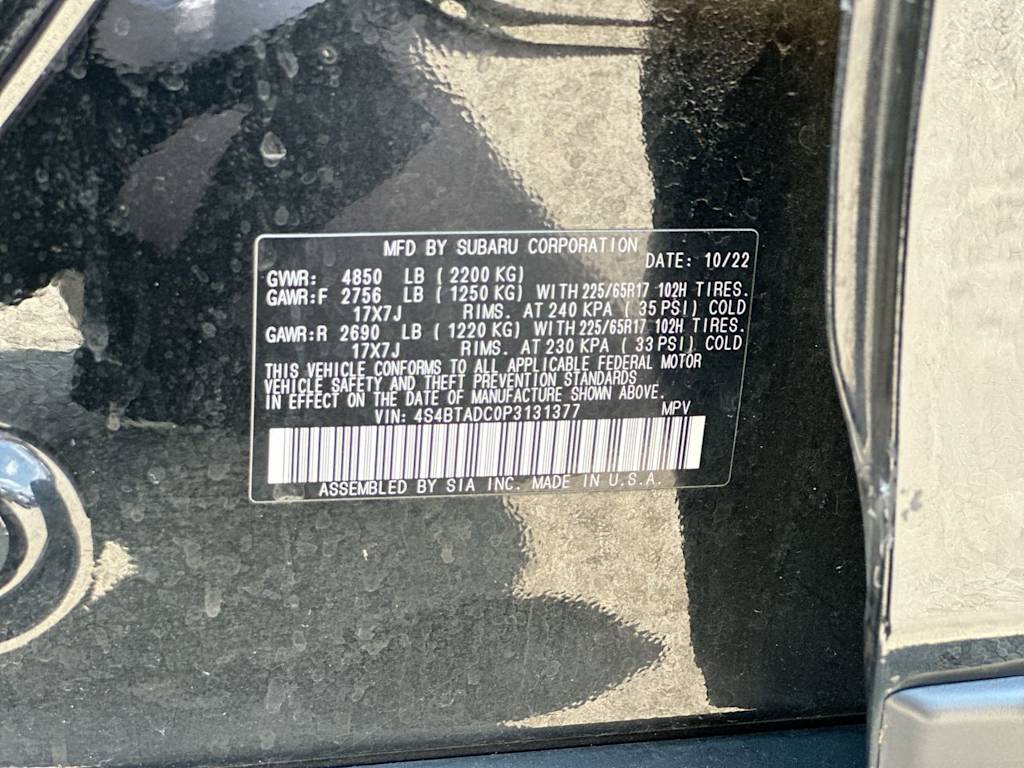 MFD BY SUBARU CORPORATION
DATE: 10/22
GVWR: 4850 LB ( 2200 KG)
GAWR:F 2756 LB ( 1250 KG) WITH 225/65R17 102H TIRES.
17X7J RIMS. AT 240 KPA ( 35 PSI) COLD
GAWR:R 2690 LB ( 1220 KG) WITH 225/65R17 102H TIRES.
17X7J RIMS. AT 230 KPA ( 33 PSI) COLD
THIS VEHICLE CONFORMS TO ALL APPLICABLE FEDERAL MOTOR
VEHICLE SAFETY AND THEFT PREVENTION STANDARDS
IN EFFECT ON THE DATE OF MANUFACTURE SHOWN ABOVE.
VIN: 4S4BTADC0P3131377 MPV
ASSEMBLED BY SIA INC. MADE IN U.S.A.